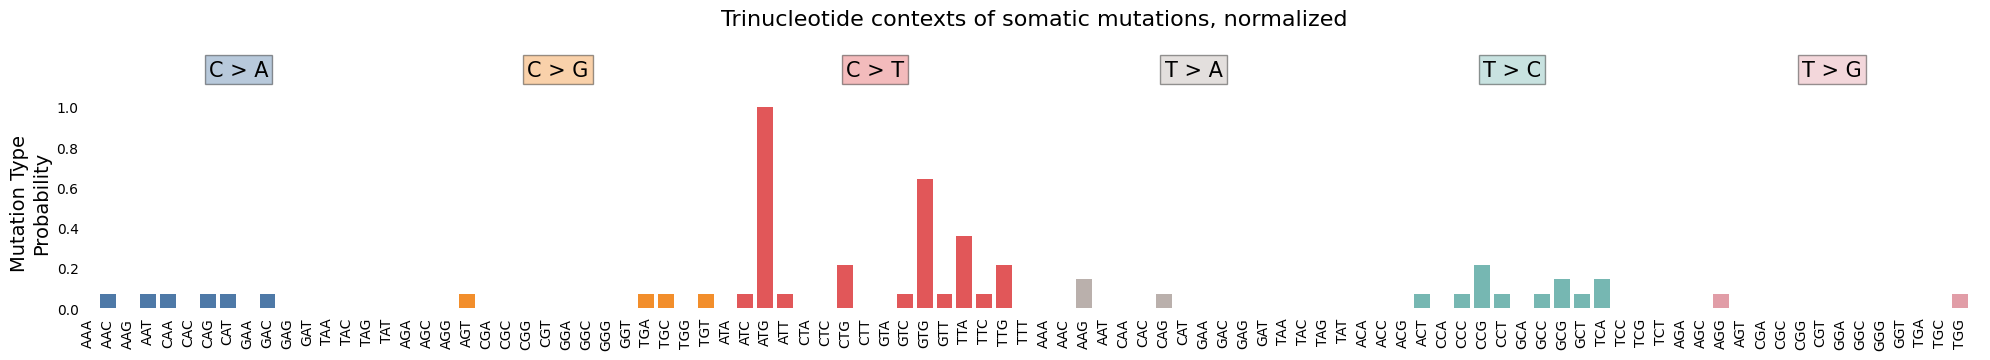 Trinucleotide contexts of somatic mutations, normalized
C > A
C > G
C > T
T > A
T > C
T > G
Mutation Type
Probability
1.0
0.8
0.6
0.4
0.2
0.0
AAA AAC AAG AAT CAA CAC CAG CAT GAA GAC GAG GAT TAA TAC TAG TAT AGA AGC AGG AGT CGA CGC CGG CGT GGA GGC GGG GGT TGA TGC TGG TGT ATA ATC ATG ATT CTA CTC CTG CTT GTA GTC GTG GTT TTA TTC TTG TTT AAA AAC AAG AAT CAA CAC CAG CAT GAA GAC GAG GAT TAA TAC TAG TAT ACA ACC ACG ACT CCA CCC CCG CCT GCA GCC GCG GCT TCA TCC TCG TCT AGA AGC AGG AGT CGA CGC CGG CGT GGA GGC GGG GGT TGA TGC TGG